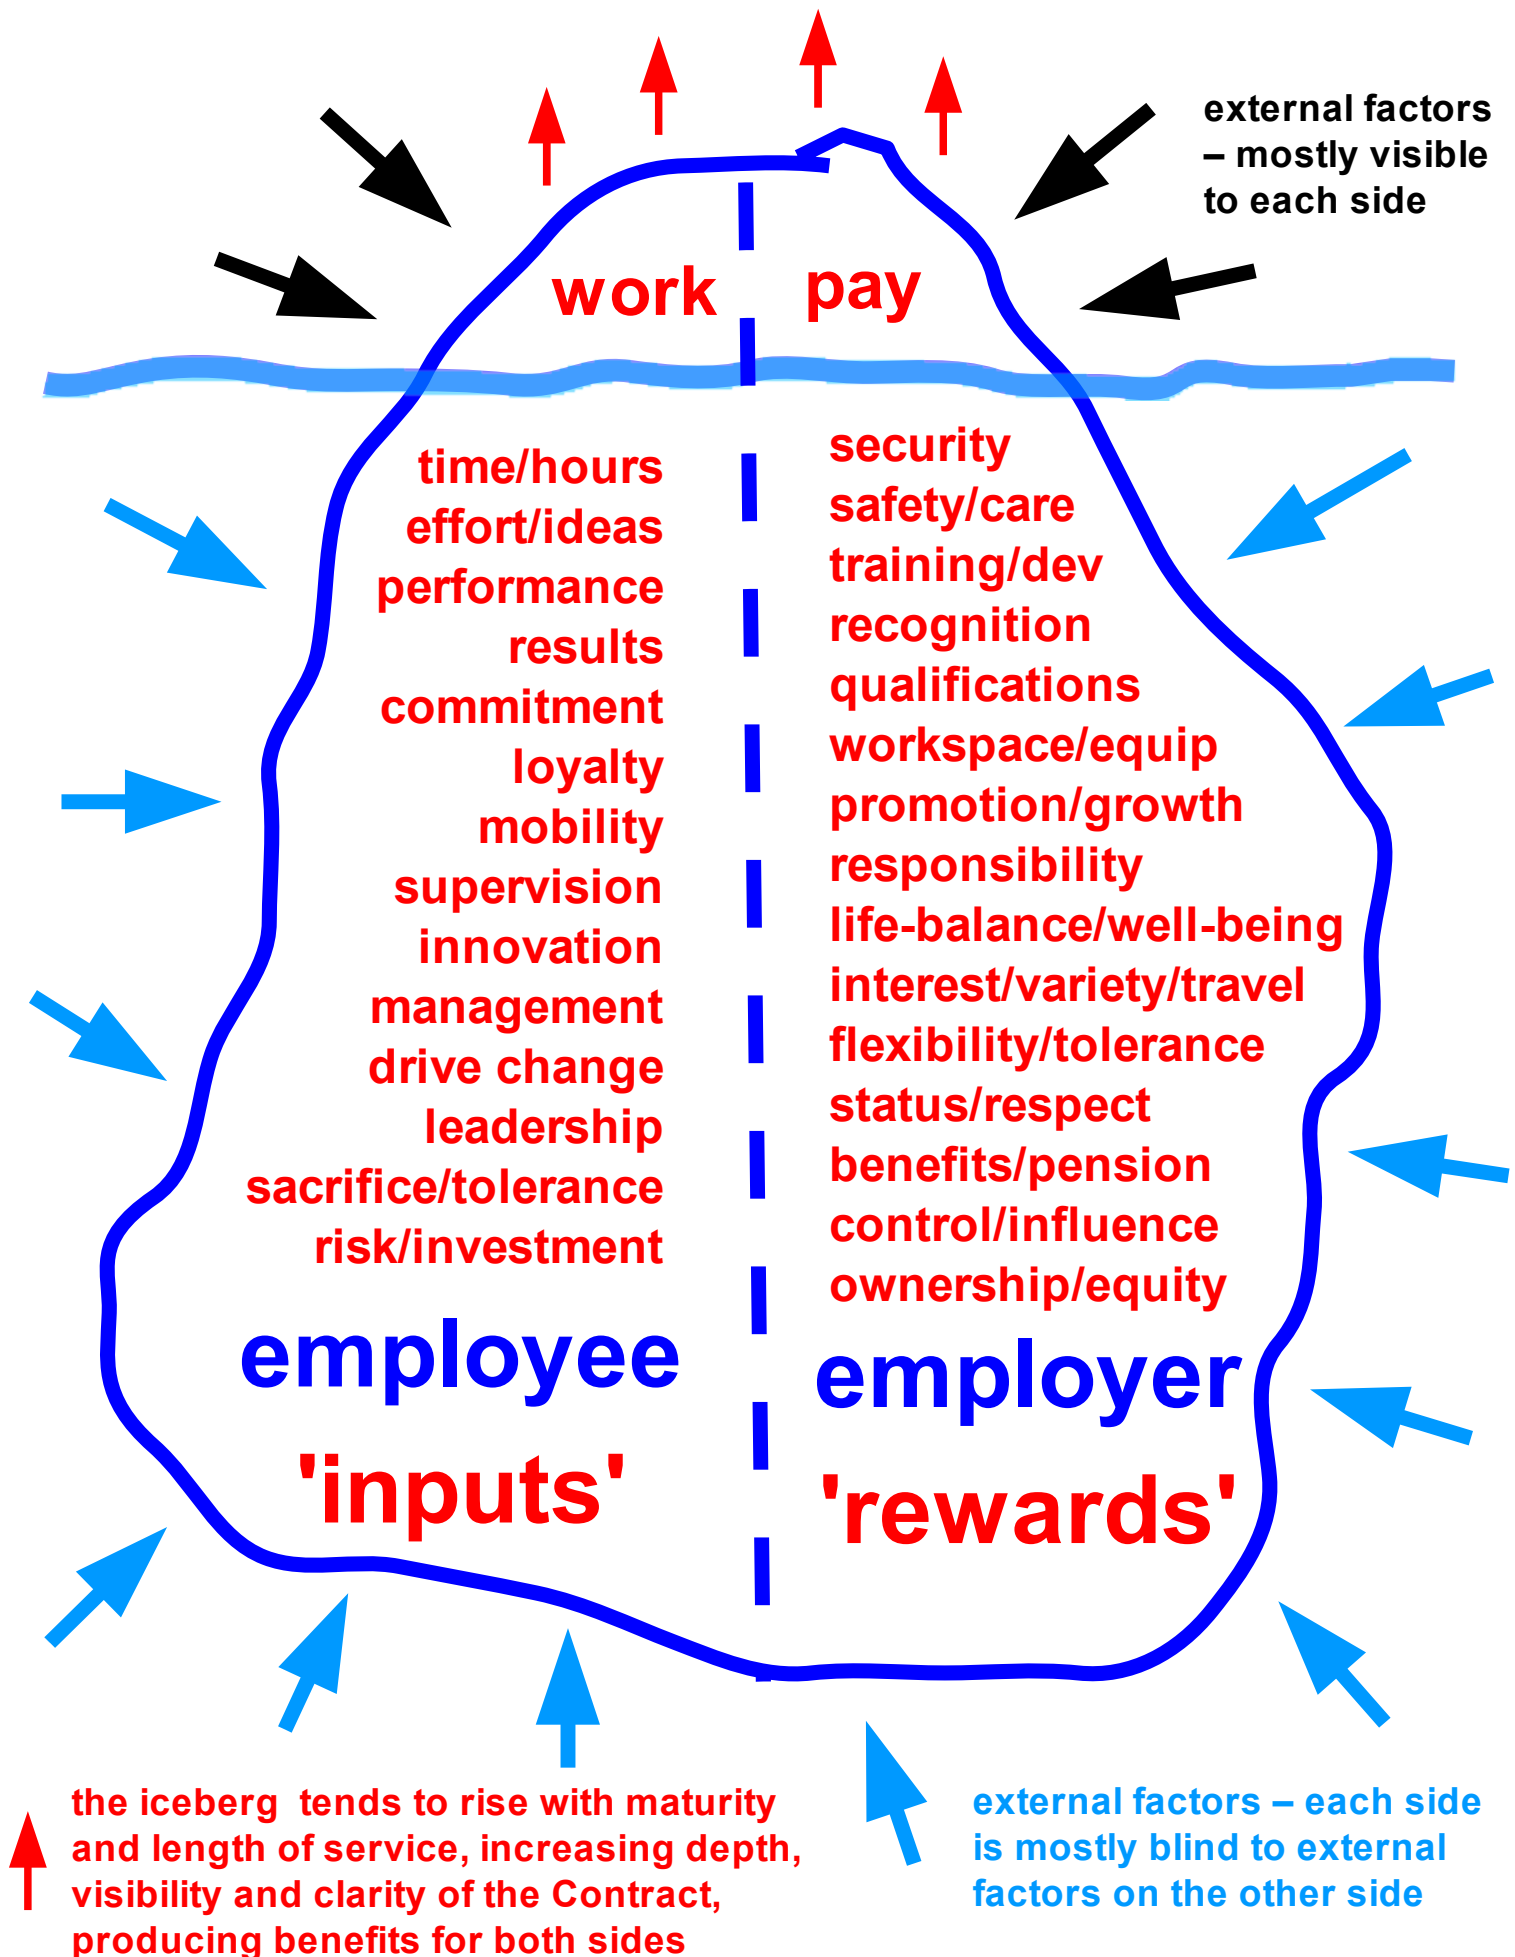 external factors
– mostly visible
to each side
work
pay
time/hours
effort/ideas
performance
results
commitment
loyalty
mobility
supervision
innovation
management
drive change
leadership
sacrifice/tolerance
risk/investment
employee
'inputs'
security
safety/care
training/dev
recognition
qualifications
workspace/equip
promotion/growth
responsibility
life-balance/well-being
interest/variety/travel
flexibility/tolerance
status/respect
benefits/pension
control/influence
ownership/equity
employer
'rewards'
the iceberg tends to rise with maturity
and length of service, increasing depth,
visibility and clarity of the Contract,
producing benefits for both sides
external factors – each side
is mostly blind to external
factors on the other side